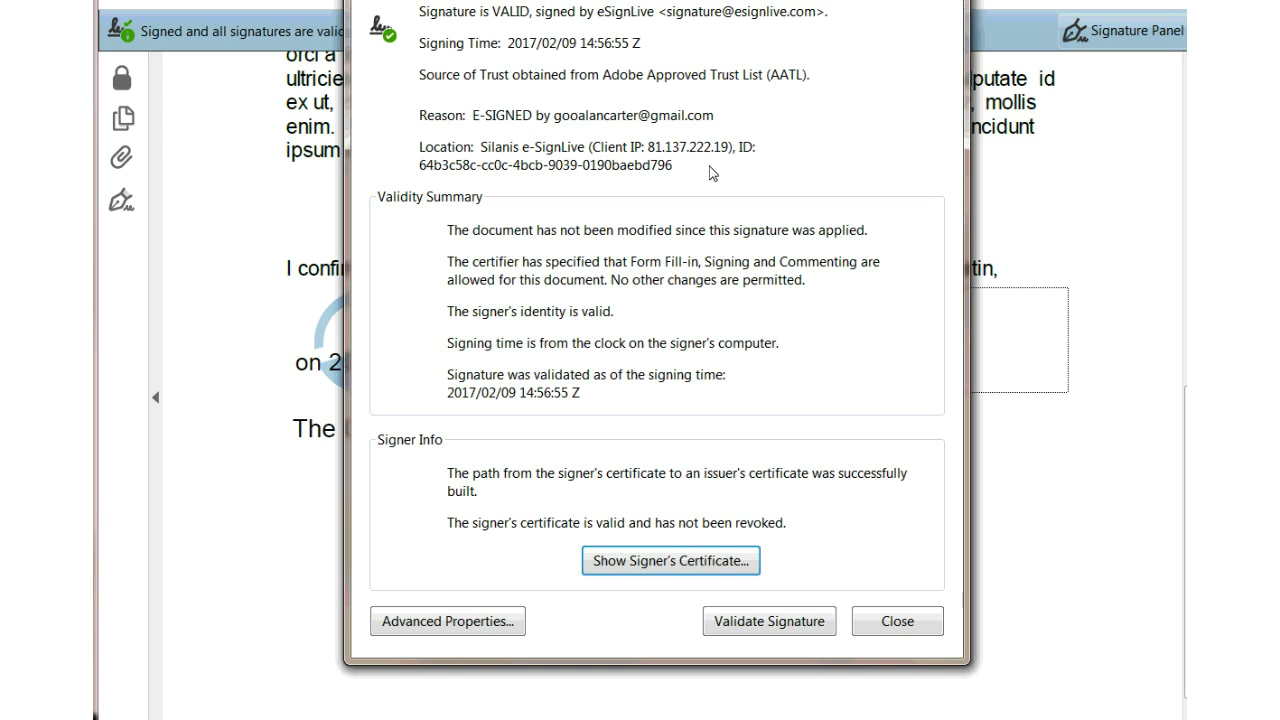 Signature is VALID, signed by eSignLive <signature@esignlive.com>.
Signed and all signatures are valid
Signature Panel
Signing Time: 2017/02/09 14:56:55 Z
orci a
Source of Trust obtained from Adobe Approved Trust List (AATL).
ultricie
putate id
ex ut,
, mollis
Reason: E-SIGNED by gooalancarter@gmail.com
enim.
ncidunt
Location: Silanis e-SignLive (Client IP: 81.137.222.19), ID:
64b3c58c-cc0c-4bcb-9039-0190baebd796
ipsum
Validity Summary
The document has not been modified since this signature was applied.
The certifier has specified that Form Fill-in, Signing and Commenting are
allowed for this document. No other changes are permitted.
I confi
tin,
The signer's identity is valid.
Signing time is from the clock on the signer's computer.
on 2
Signature was validated as of the signing time:
2017/02/09 14:56:55 Z
The
Signer Info
The path from the signer's certificate to an issuer's certificate was successfully
built.
The signer's certificate is valid and has not been revoked.
Show Signer's Certificate...
Advanced Properties...
Validate Signature
Close